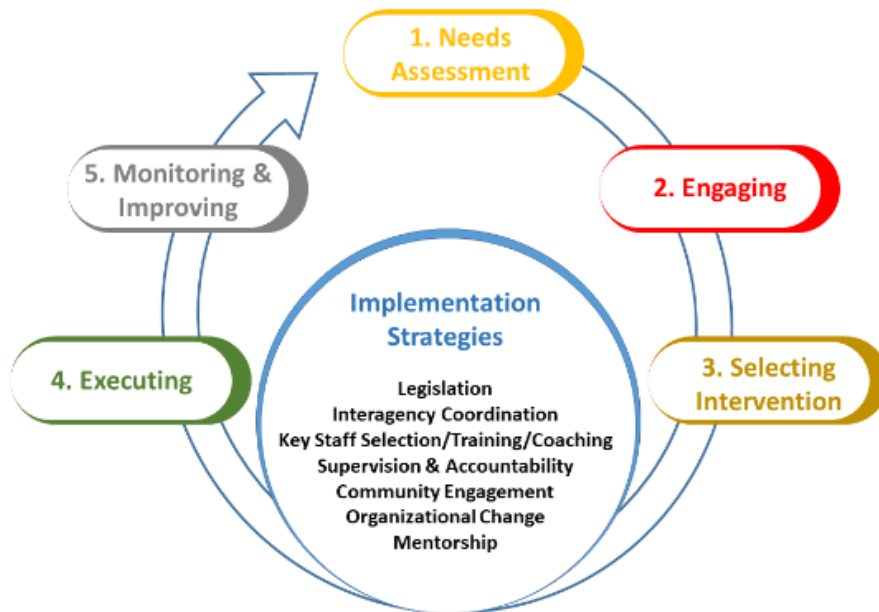 1. Needs
Assessment
2. Engaging
3. Selecting
Intervention
4. Executing
5. Monitoring &
Improving
Implementation
Strategies
Legislation
Interagency Coordination
Key Staff Selection/Training/Coaching
Supervision & Accountability
Community Engagement
Organizational Change
Mentorship